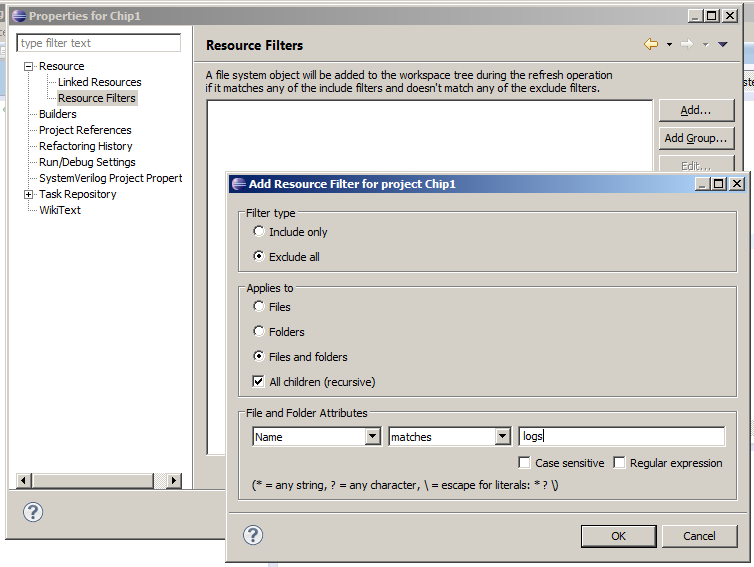 Properties for Chip1
type filter text
Resource
Linked Resources
Resource Filters
Builders
Project References
Refactoring History
Run/Debug Settings
SystemVerilog Project Propert
Task Repository
WikiText
Resource Filters
A file system object will be added to the workspace tree during the refresh operation
if it matches any of the include filters and doesn't match any of the exclude filters.
Add...
Add Group...
Edit...
Add Resource Filter for project Chip1
Filter type
Include only
Exclude all
Applies to
Files
Folders
Files and folders
All children (recursive)
File and Folder Attributes
Name matches logs
Case sensitive Regular expression
(* = any string, ? = any character, \ = escape for literals: * ? \)
OK Cancel